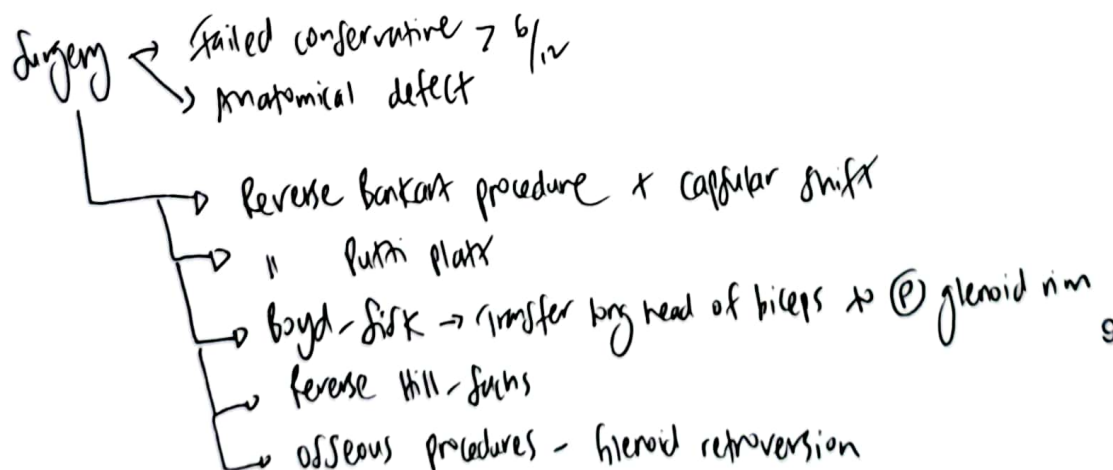 Surgery → Failed conservative > 6/12
→ Anatomical defect
→ Reverse Bankart procedure + capsular shift
→ " Putti platt
→ Boyd-Sisk → Transfer long head of biceps to Ⓟ glenoid rim
→ Reverse Hill-Sachs
→ Osseous procedures - Glenoid retroversion